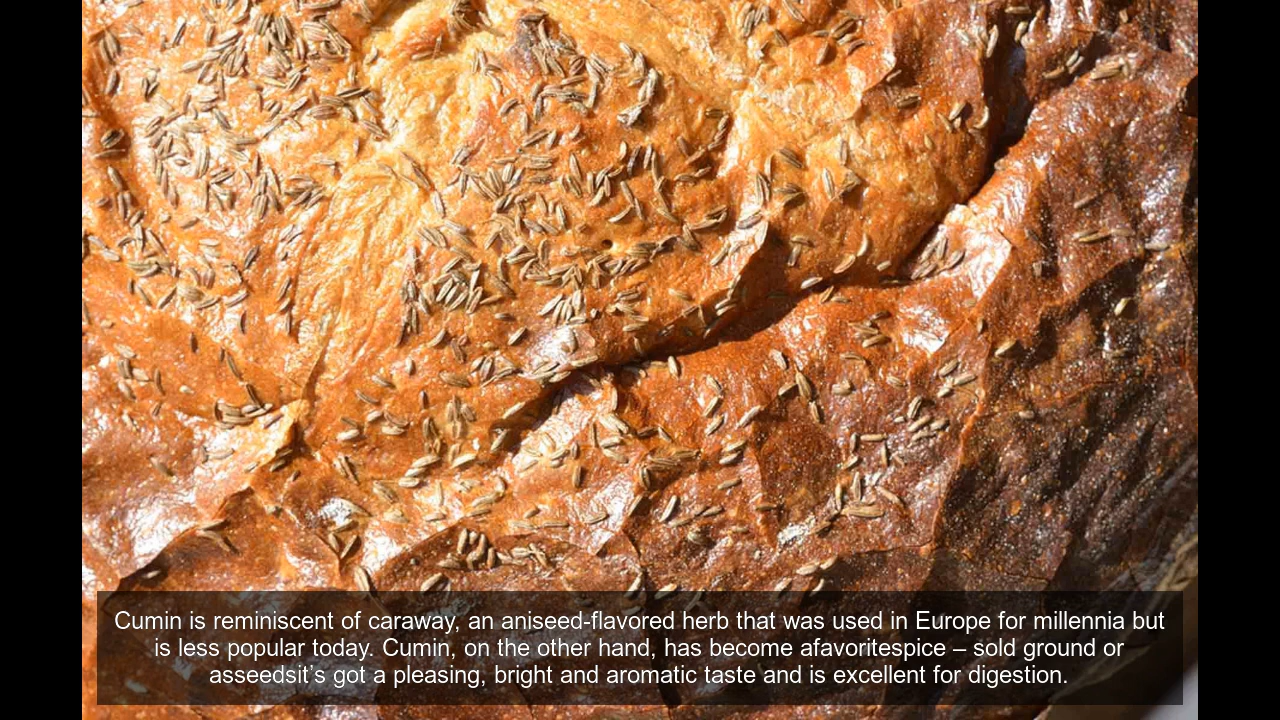 Cumin is reminiscent of caraway, an aniseed-flavored herb that was used in Europe for millennia but
is less popular today. Cumin, on the other hand, has become afavoritespice – sold ground or
asseedsit’s got a pleasing, bright and aromatic taste and is excellent for digestion.